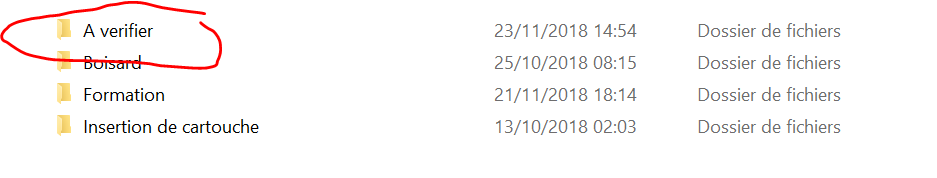 A verifier 23/11/2018 14:54 Dossier de fichiers
Boisard 25/10/2018 08:15 Dossier de fichiers
Formation 21/11/2018 18:14 Dossier de fichiers
Insertion de cartouche 13/10/2018 02:03 Dossier de fichiers